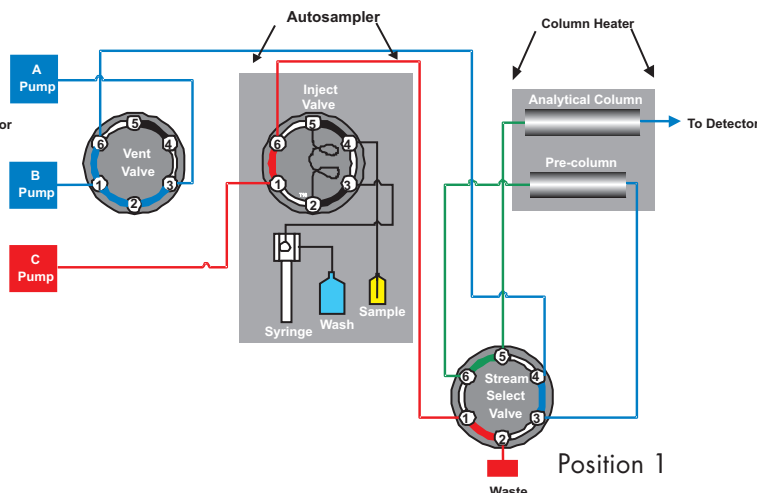 Autosampler
Column Heater
A
Pump
or
B
Pump
C
Pump
5
6
4
Vent
Valve
1
3
2
Inject
Valve
5
6
4
1
3
™
2
Syringe
Wash
Sample
Analytical Column
To Detector
Pre-column
5
6
4
Stream
Select
Valve
1
3
2
Position 1
Waste